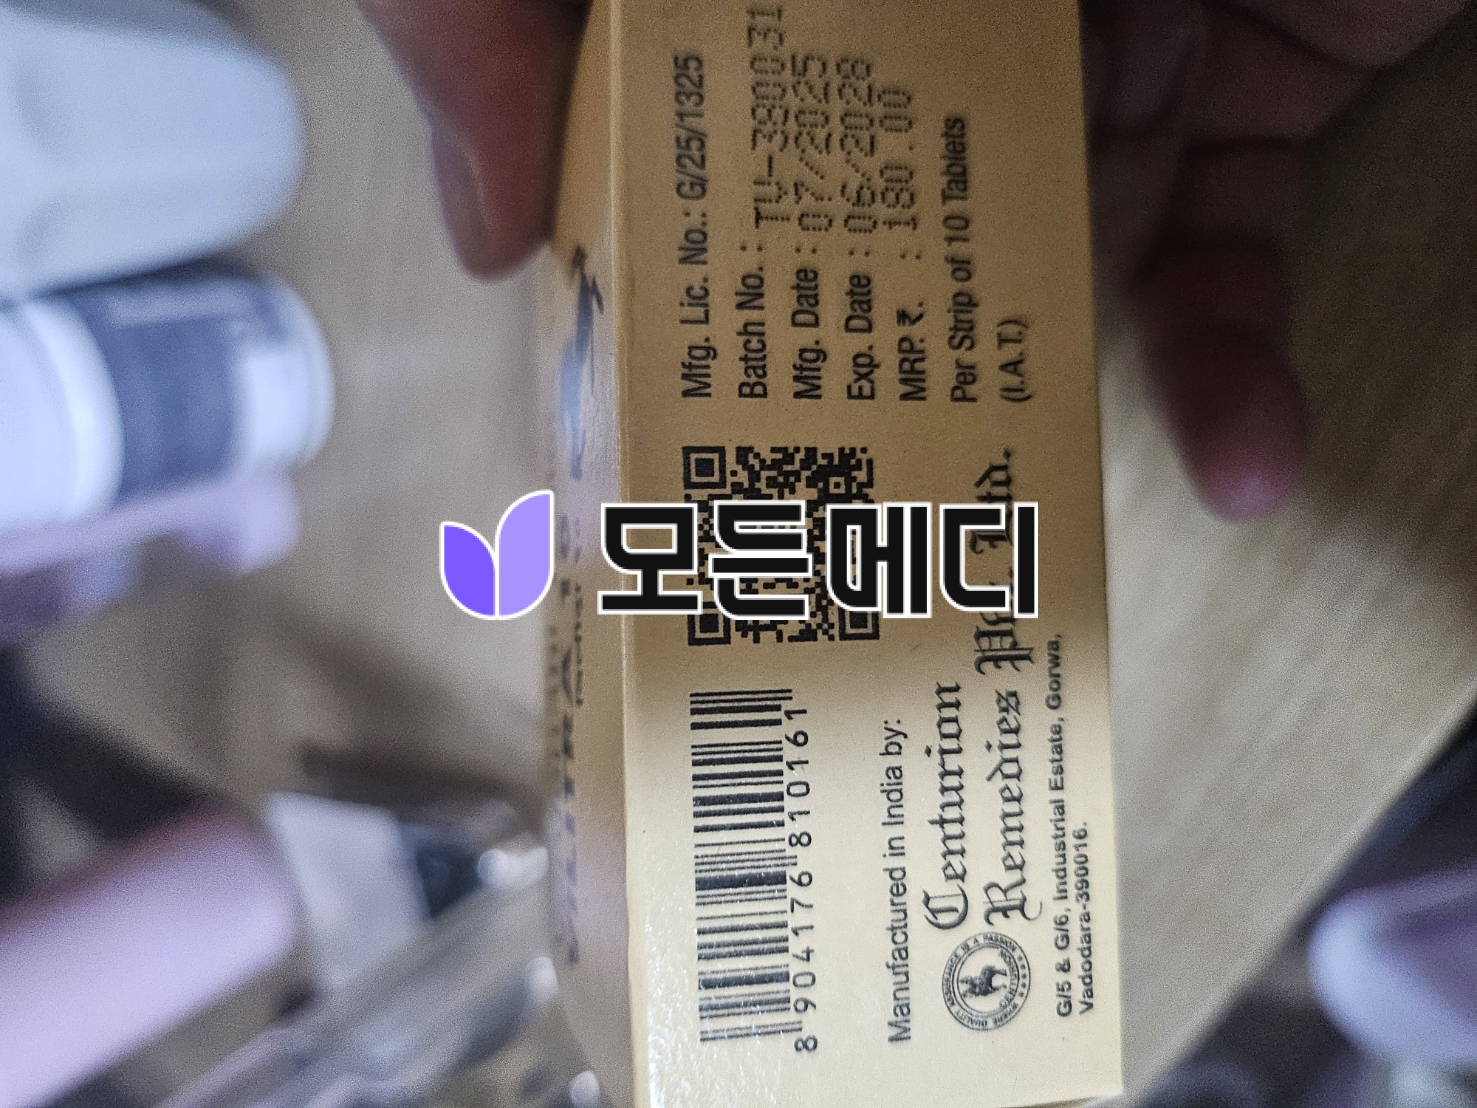 Mfg. Lic. No.: G/25/1325
Batch No. : TV-390031
Mfg. Date : 07/2025
Exp. Date : 06/2028
MRP. ₹. : 180.00
Per Strip of 10 Tablets
(I.A.T.)
모든메디
8 904176 810161
Manufactured in India by:
Centurion
Remedies Pvt. Ltd.
G/5 & G/6, Industrial Estate, Gorwa,
Vadodara-390016.